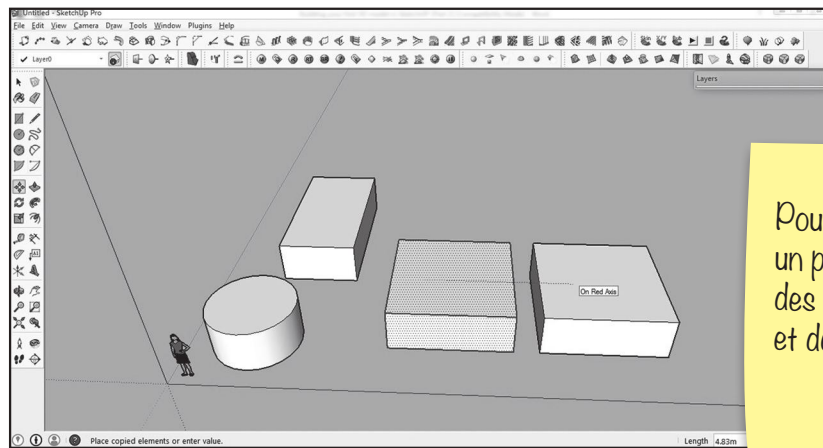 Untitled - SketchUp Pro
File Edit View Camera Draw Tools Window Plugins Help
Layer0
Layers
On Red Axis
Place copied elements or enter value.
Length 4.83m
Pou
un p
des
et de